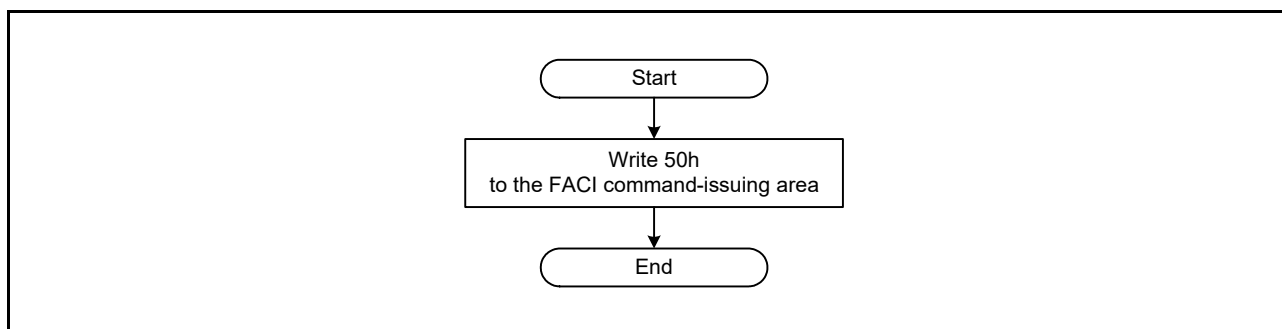 Start
Write 50h
to the FACI command-issuing area
End